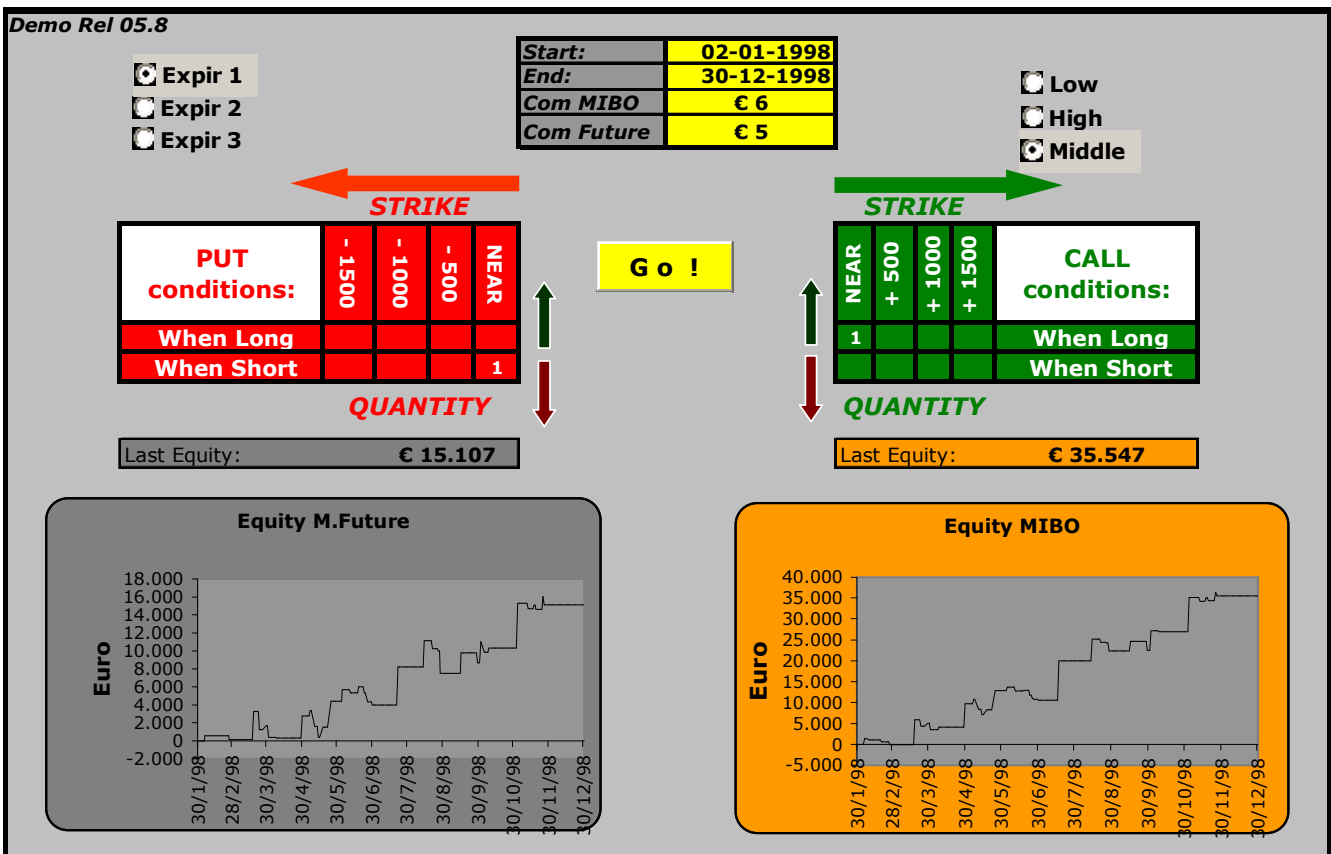 Demo Rel 05.8
Expir 1
Expir 2
Expir 3
Start: 02-01-1998
End: 30-12-1998
Com MIBO € 6
Com Future € 5
Low
High
Middle
STRIKE
PUT
conditions:
- 1500
- 1000
- 500
NEAR
When Long
When Short 1
QUANTITY
G o !
STRIKE
NEAR
+ 500
+ 1000
+ 1500
CALL
conditions:
1 When Long
When Short
QUANTITY
Last Equity: € 15.107
Last Equity: € 35.547
Equity M.Future
Euro
18.000
16.000
14.000
12.000
10.000
8.000
6.000
4.000
2.000
0
-2.000
30/1/98
28/2/98
30/3/98
30/4/98
30/5/98
30/6/98
30/7/98
30/8/98
30/9/98
30/10/98
30/11/98
30/12/98
Equity MIBO
Euro
40.000
35.000
30.000
25.000
20.000
15.000
10.000
5.000
0
-5.000
30/1/98
28/2/98
30/3/98
30/4/98
30/5/98
30/6/98
30/7/98
30/8/98
30/9/98
30/10/98
30/11/98
30/12/98